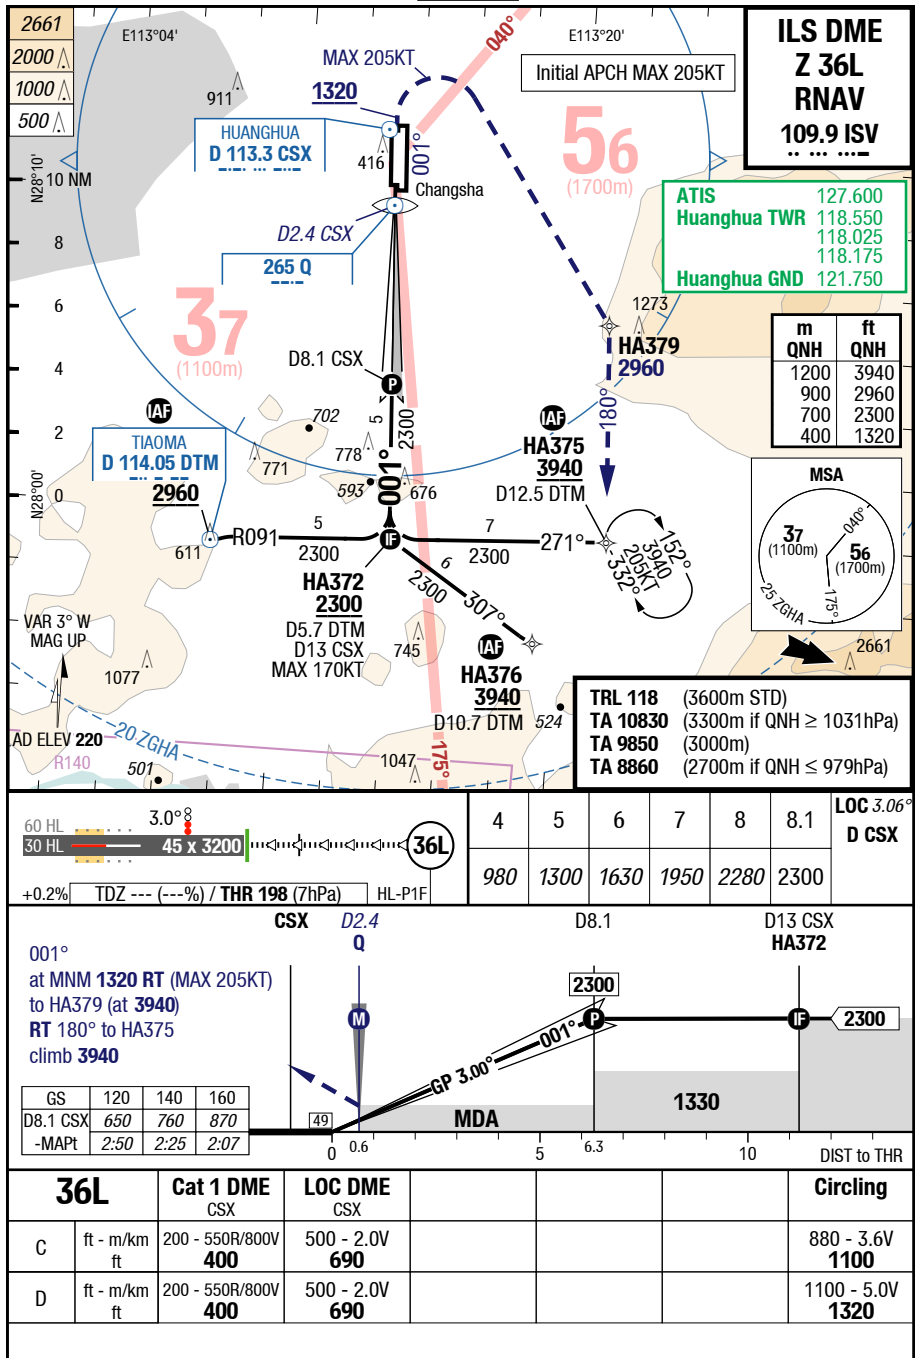 2661
2000
1000
500
E113°04'
E113°20'
040°
MAX 205KT
1320
Initial APCH MAX 205KT
ILS DME
Z 36L
RNAV
109.9 ISV
911
HUANGHUA
D 113.3 CSX
416
001°
56
(1700m)
N28°10'
10 NM
Changsha
ATIS 127.600
Huanghua TWR 118.550
118.025
118.175
Huanghua GND 121.750
D2.4 CSX
8
265 Q
6
37
(1100m)
1273
HA379
2960
m ft
QNH QNH
1200 3940
900 2960
700 2300
400 1320
D8.1 CSX
P
4
5
2300
180°
IAF
702
IAF
2
TIAOMA
D 114.05 DTM
771
778
HA375
3940
D12.5 DTM
MSA
2960
593
676
001°
N28°00'
0
040°
37
(1100m)
56
(1700m)
175°
25 ZGHA
611
R091
5
2300
IF
7
2300
271°
152°
3940
205KT
332°
6
2300
307°
HA372
2300
D5.7 DTM
D13 CSX
MAX 170KT
VAR 3° W
MAG UP
745
IAF
2661
1077
HA376
3940
D10.7 DTM
524
TRL 118 (3600m STD)
TA 10830 (3300m if QNH ≥ 1031hPa)
TA 9850 (3000m)
TA 8860 (2700m if QNH ≤ 979hPa)
AD ELEV 220
20 ZGHA
R140
501
1047
175°
60 HL
30 HL
3.0°
45 x 3200
36L
+0.2%
TDZ --- (---%) / THR 198 (7hPa)
HL-P1F
4 5 6 7 8 8.1 LOC 3.06°
D CSX
980 1300 1630 1950 2280 2300
CSX D2.4 D8.1 D13 CSX
Q HA372
001°
at MNM 1320 RT (MAX 205KT)
to HA379 (at 3940)
RT 180° to HA375
climb 3940
2300
M
P
IF
2300
GP 3.00° 001°
GS 120 140 160
D8.1 CSX 650 760 870
-MAPt 2:50 2:25 2:07
49
MDA
1330
0 0.6 5 6.3 10 DIST to THR
36L Cat 1 DME LOC DME Circling
CSX CSX
C ft - m/km 200 - 550R/800V 500 - 2.0V 880 - 3.6V
ft 400 690 1100
D ft - m/km 200 - 550R/800V 500 - 2.0V 1100 - 5.0V
ft 400 690 1320